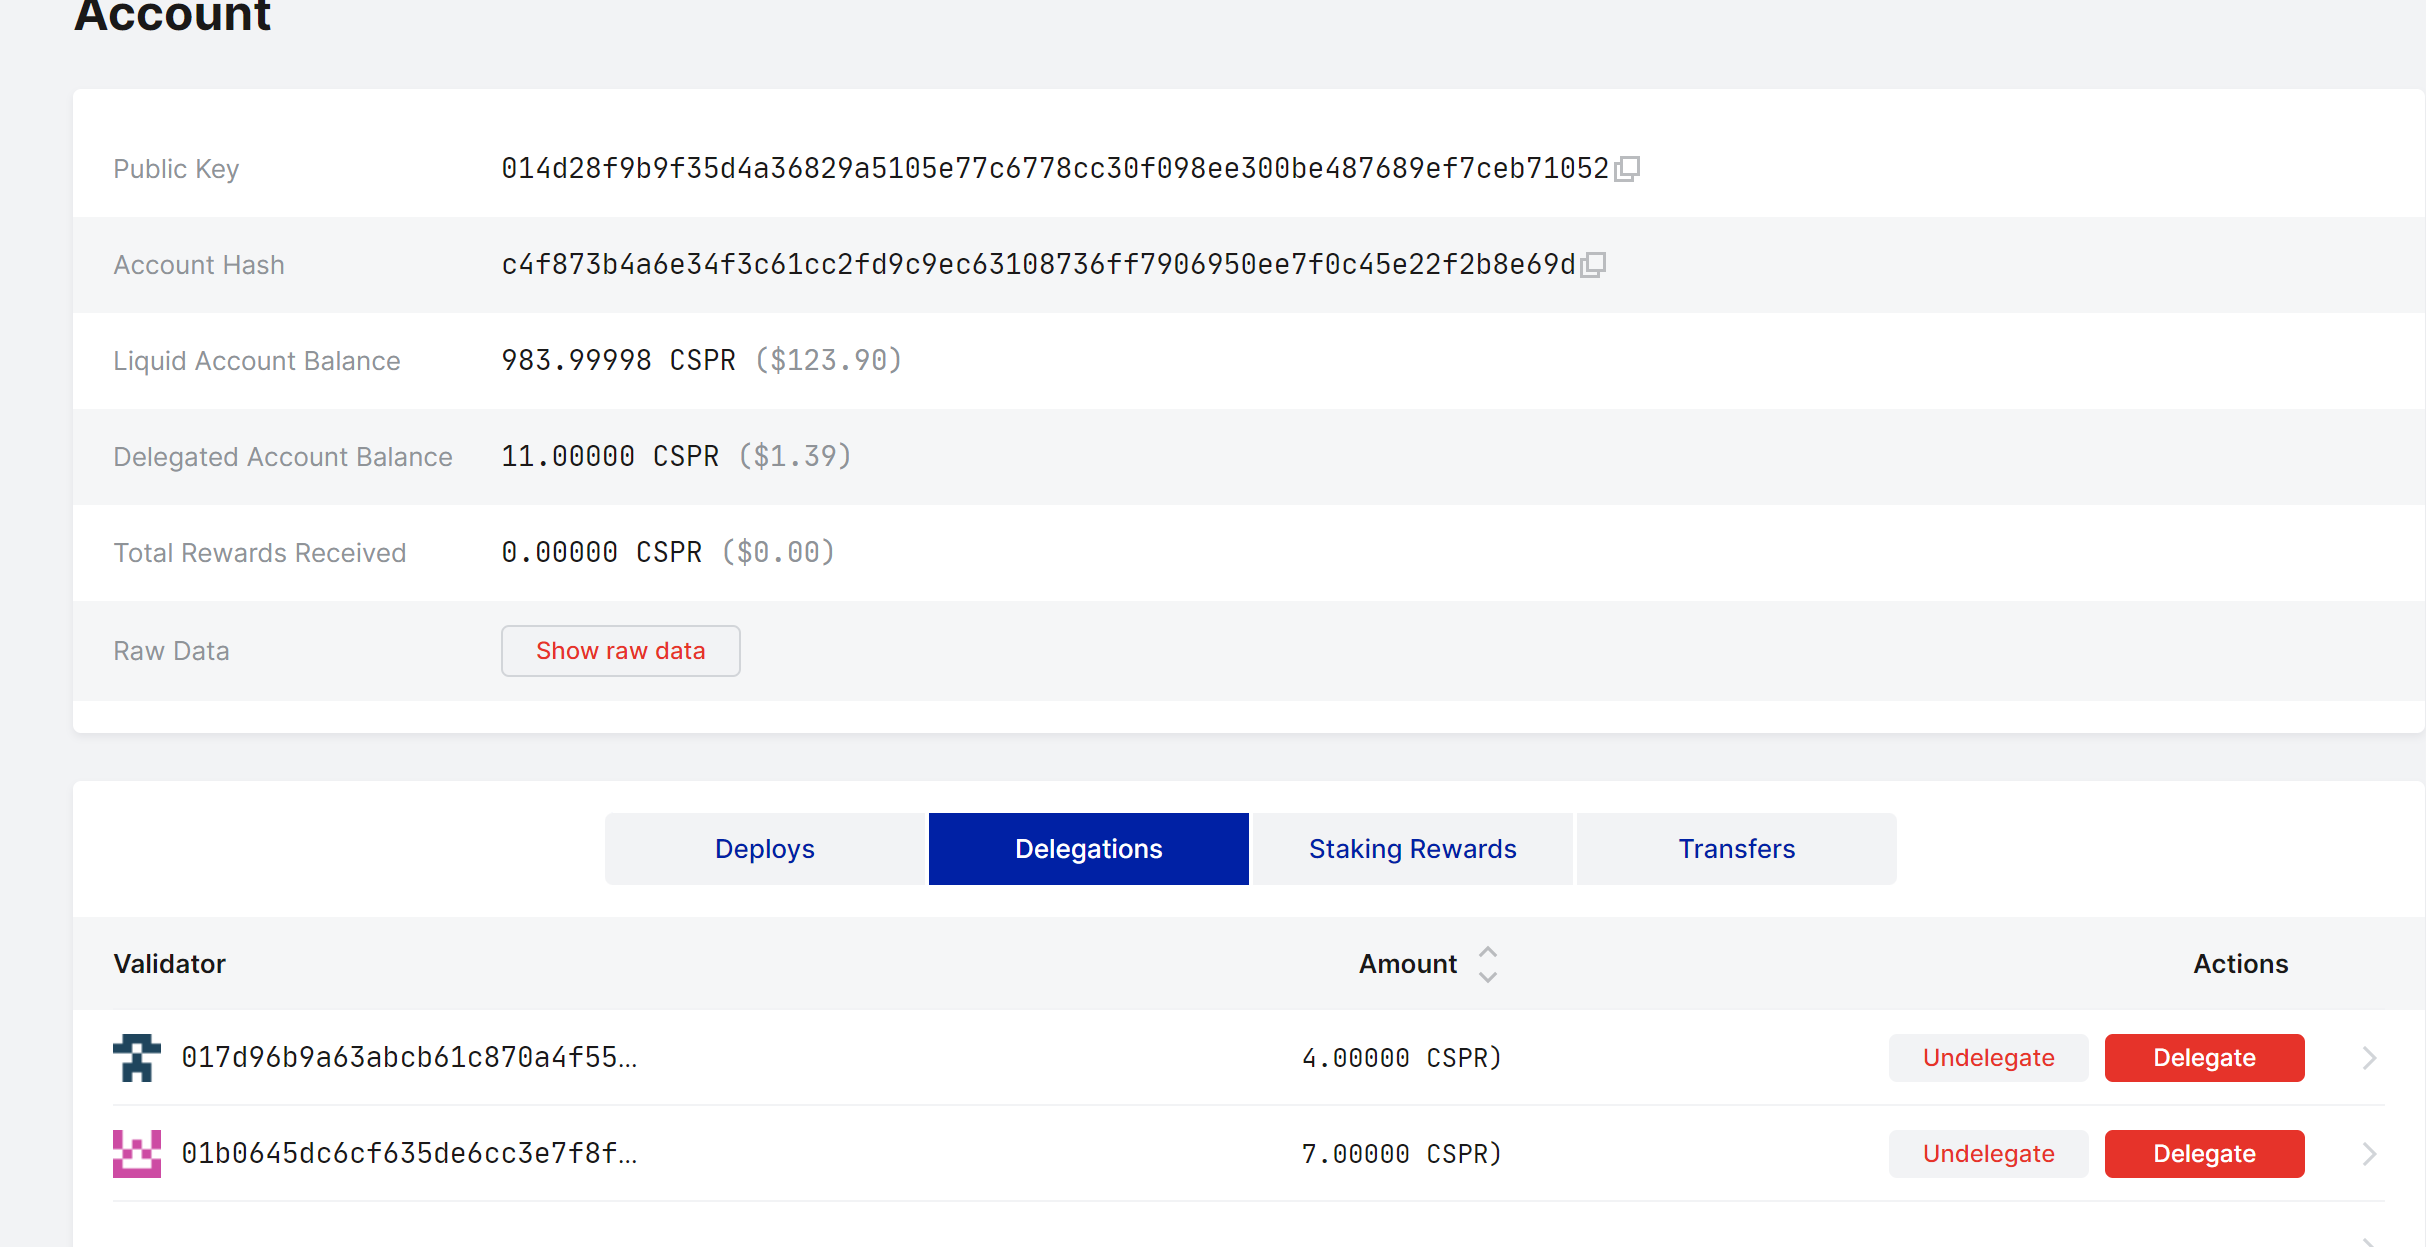 Account
Public Key 014d28f9b9f35d4a36829a5105e77c6778cc30f098ee300be487689ef7ceb71052
Account Hash c4f873b4a6e34f3c61cc2fd9c9ec63108736ff7906950ee7f0c45e22f2b8e69d
Liquid Account Balance 983.99998 CSPR ($123.90)
Delegated Account Balance 11.00000 CSPR ($1.39)
Total Rewards Received 0.00000 CSPR ($0.00)
Raw Data Show raw data
Deploys Delegations Staking Rewards Transfers
Validator Amount Actions
017d96b9a63abcb61c870a4f55... 4.00000 CSPR) Undelegate Delegate
01b0645dc6cf635de6cc3e7f8f... 7.00000 CSPR) Undelegate Delegate